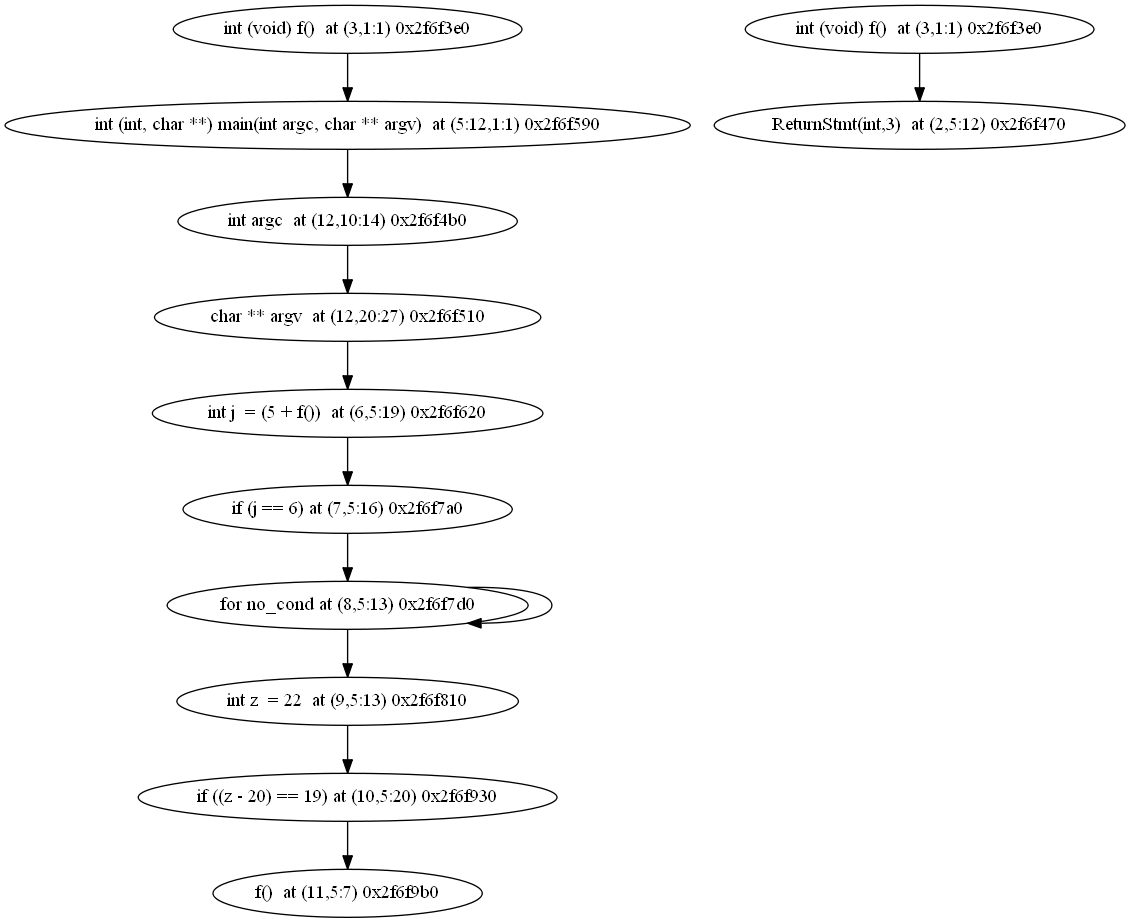 int (void) f()  at (3,1:1) 0x2f6f3e0
int (void) f()  at (3,1:1) 0x2f6f3e0
int (int, char **) main(int argc, char ** argv)  at (5:12,1:1) 0x2f6f590
ReturnStmt(int,3)  at (2,5:12) 0x2f6f470
int argc  at (12,10:14) 0x2f6f4b0
char ** argv  at (12,20:27) 0x2f6f510
int j  = (5 + f())  at (6,5:19) 0x2f6f620
if (j == 6) at (7,5:16) 0x2f6f7a0
for no_cond at (8,5:13) 0x2f6f7d0
int z  = 22  at (9,5:13) 0x2f6f810
if ((z - 20) == 19) at (10,5:20) 0x2f6f930
f()  at (11,5:7) 0x2f6f9b0